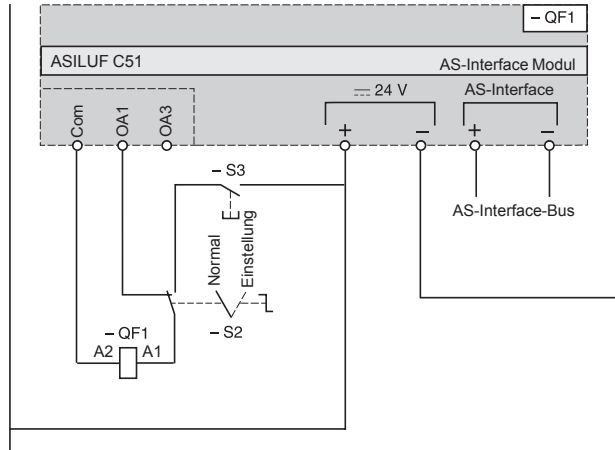 – QF1
ASILUF C51 AS-Interface Modul
24 V AS-Interface
Com OA1 OA3 + – + –
– S3
AS-Interface-Bus
Normal Einstellung
– QF1
– S2
A2 A1